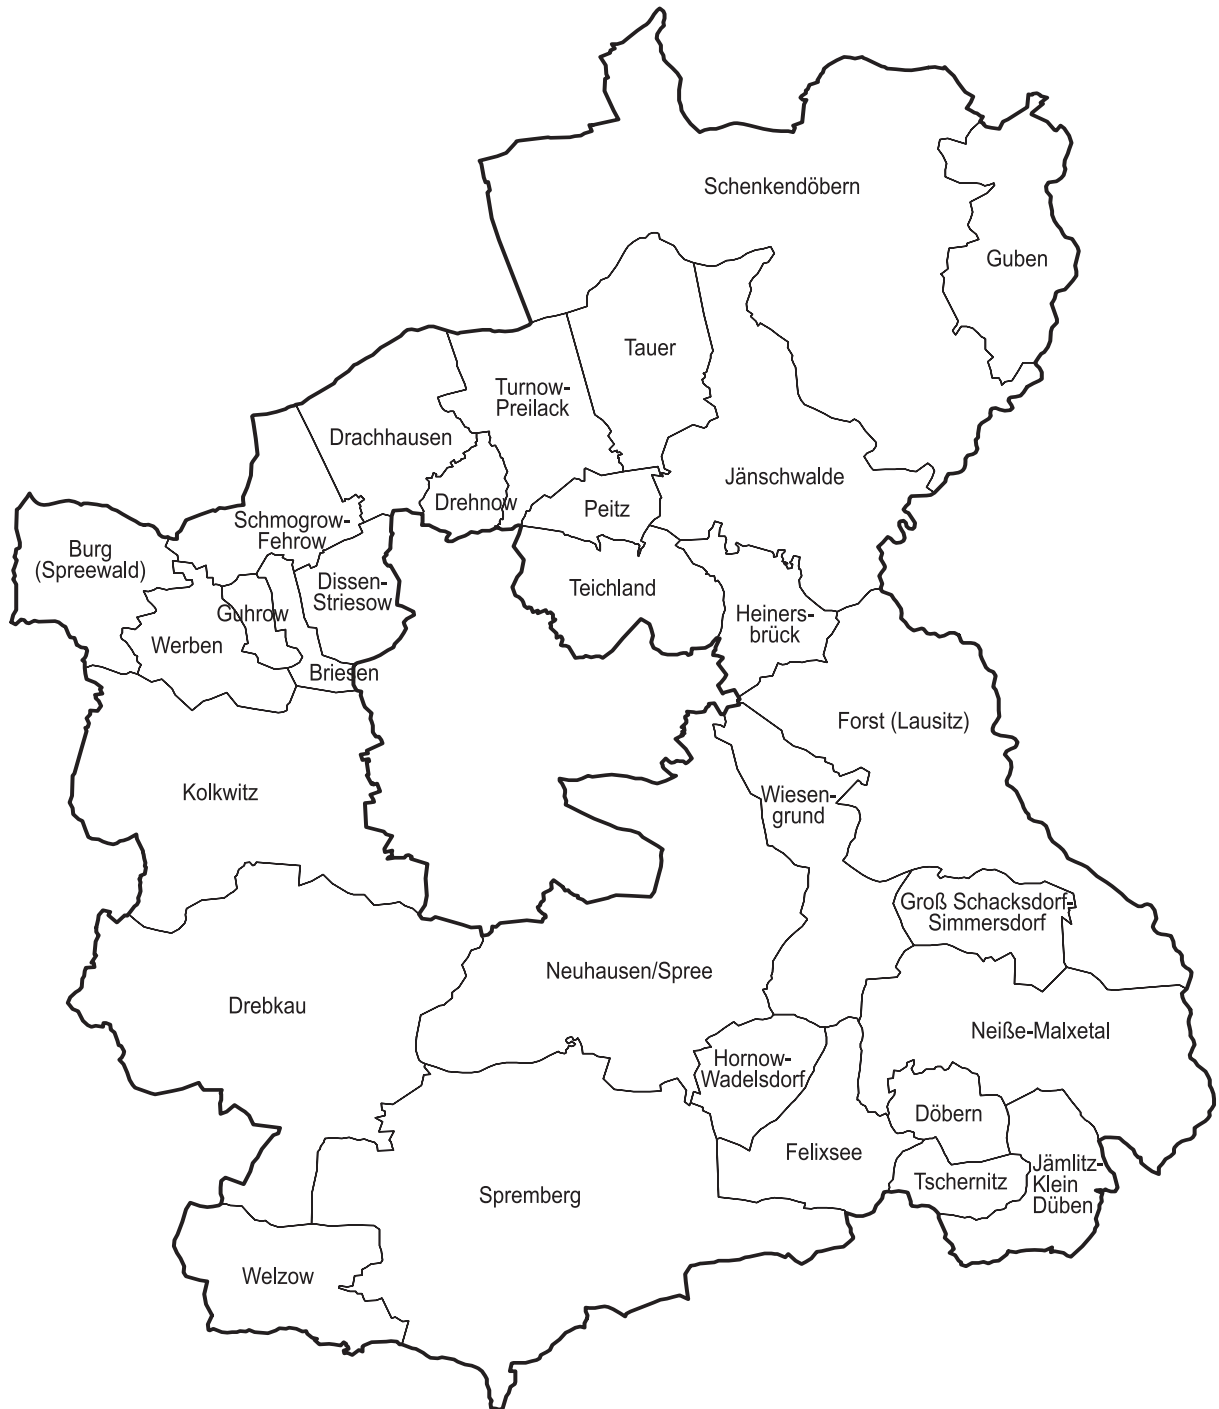 Schenkendöbern
Guben
Tauer
Turnow-
Preilack
Drachhausen
Jänschwalde
Drehnow
Peitz
Schmogrow-
Fehrow
Burg
(Spreewald)
Dissen-
Striesow
Teichland
Guhrow
Heiners-
brück
Werben
Briesen
Forst (Lausitz)
Kolkwitz
Wiesen-
grund
Groß Schacksdorf-
Simmersdorf
Neuhausen/Spree
Drebkau
Neiße-Malxetal
Hornow-
Wadelsdorf
Döbern
Felixsee
Jämlitz-
Klein
Düben
Tschernitz
Spremberg
Welzow